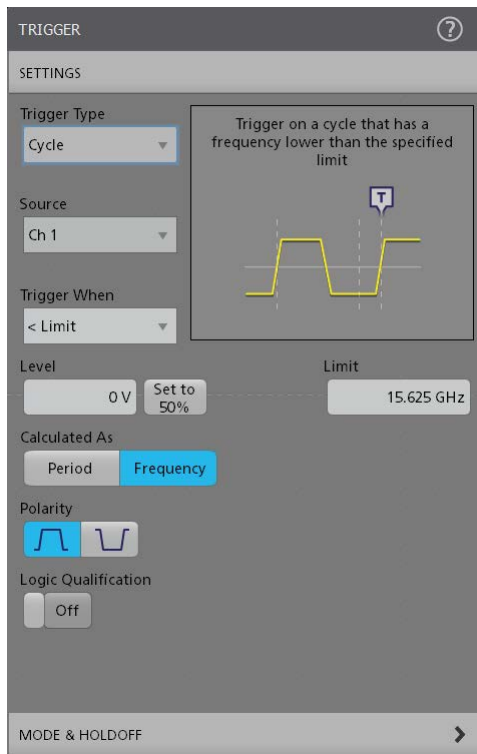 TRIGGER
?
SETTINGS
Trigger Type
Cycle
Trigger on a cycle that has a
frequency lower than the specified
limit
T
Source
Ch 1
Trigger When
< Limit
Level
0 V
Set to
50%
Limit
15.625 GHz
Calculated As
Period
Frequency
Polarity
Logic Qualification
Off
MODE & HOLDOFF